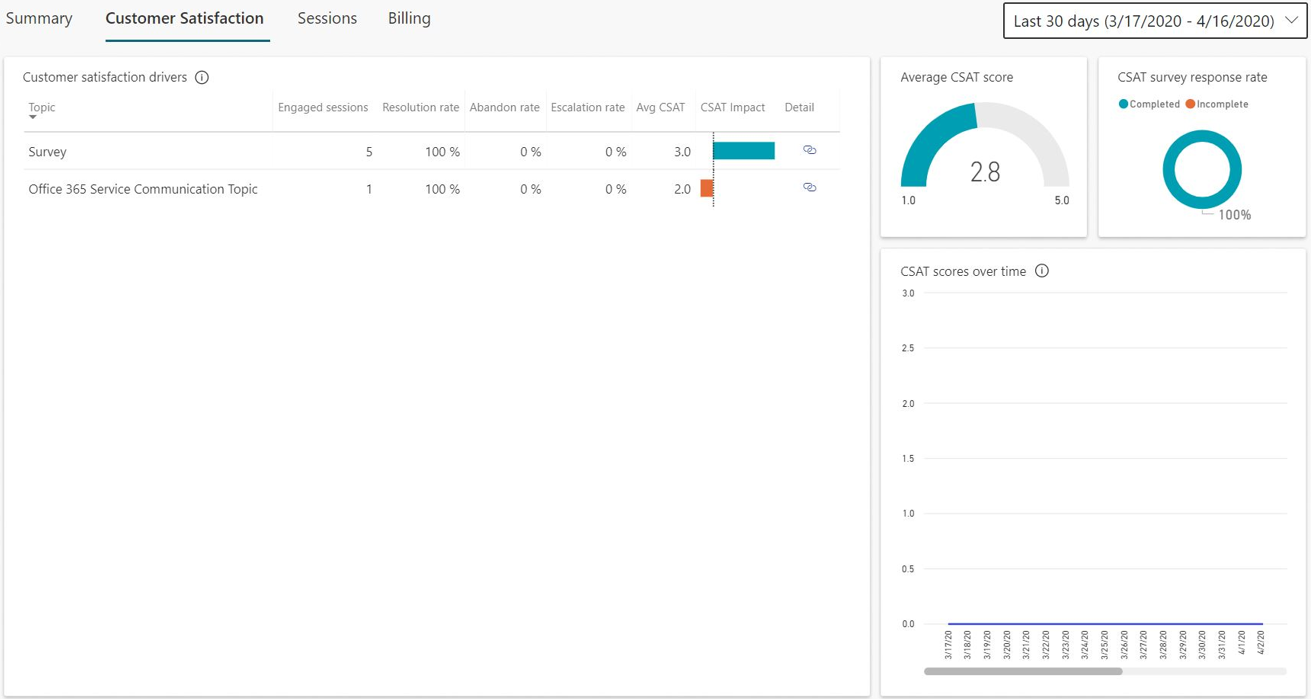 Summary Customer Satisfaction Sessions Billing
Last 30 days (3/17/2020 - 4/16/2020)
Customer satisfaction drivers
Topic Engaged sessions Resolution rate Abandon rate Escalation rate Avg CSAT CSAT Impact Detail
Survey 5 100 % 0 % 0 % 3.0
Office 365 Service Communication Topic 1 100 % 0 % 0 % 2.0
Average CSAT score
2.8
1.0 5.0
CSAT survey response rate
Completed Incomplete
100%
CSAT scores over time
3.0
2.5
2.0
1.5
1.0
0.5
0.0
3/17/20 3/18/20 3/19/20 3/20/20 3/21/20 3/22/20 3/23/20 3/24/20 3/25/20 3/26/20 3/27/20 3/28/20 3/29/20 3/30/20 3/31/20 4/1/20 4/2/20